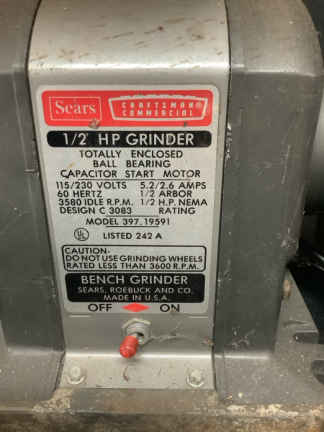 Sears CRAFTSMAN®
COMMERCIAL
1/2 HP GRINDER
TOTALLY ENCLOSED
BALL BEARING
CAPACITOR START MOTOR
115/230 VOLTS 5.2/2.6 AMPS
60 HERTZ 1/2 ARBOR
3580 IDLE R.P.M. 1/2 H.P. NEMA
DESIGN C 3083 RATING
MODEL 397.19591
UL LISTED 242 A
CAUTION-
DO NOT USE GRINDING WHEELS
RATED LESS THAN 3600 R.P.M.
BENCH GRINDER
SEARS, ROEBUCK AND CO.
MADE IN U.S.A.
OFF ON